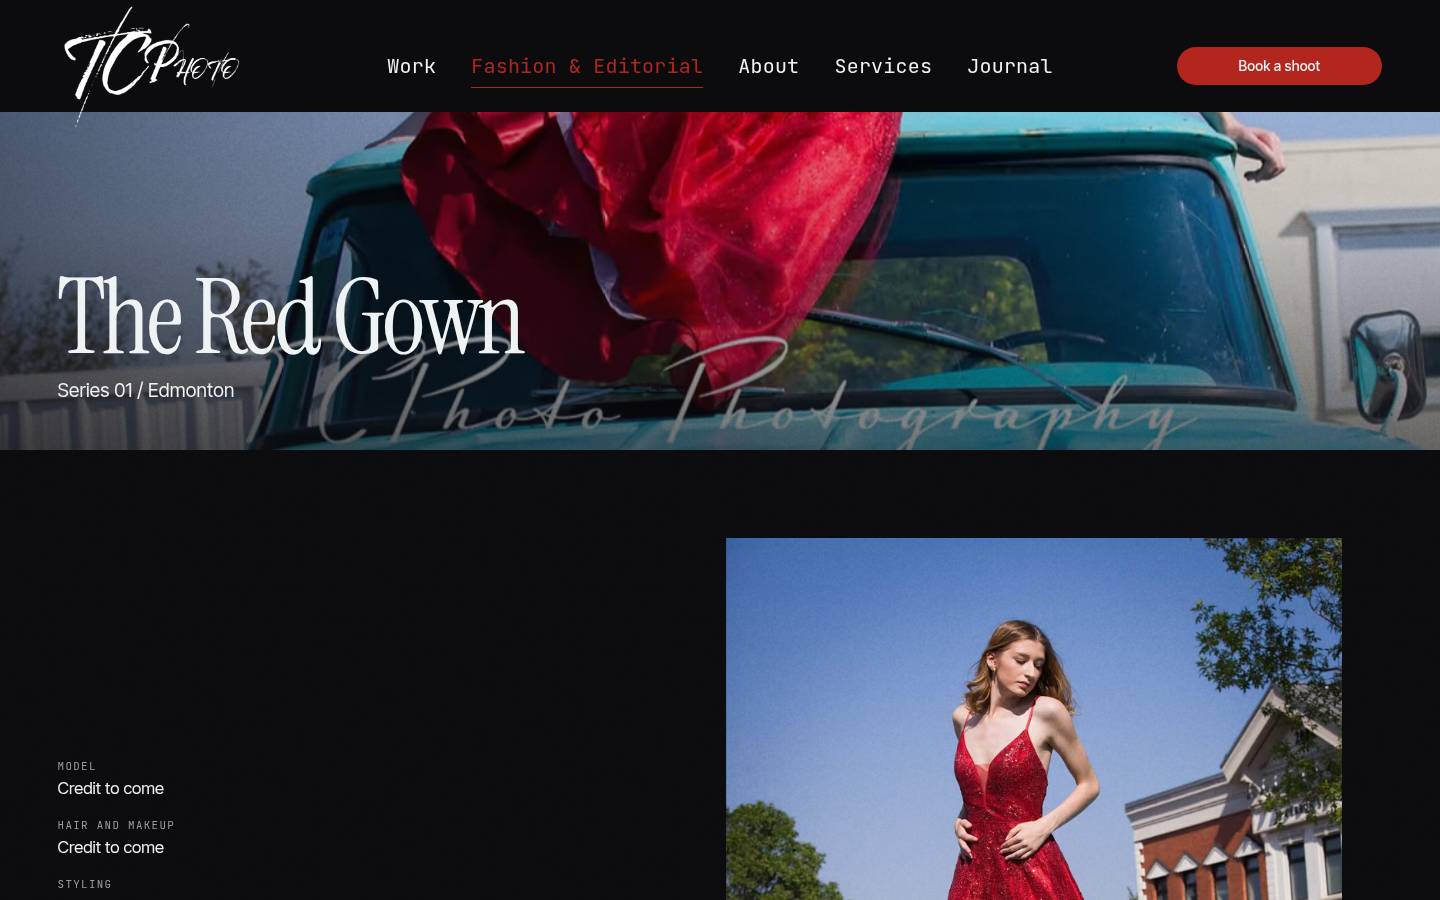 TCPHOTO
Work
Fashion & Editorial
About
Services
Journal
Book a shoot
The Red Gown
Series 01 / Edmonton
CPhoto Photography
MODEL
Credit to come
HAIR AND MAKEUP
Credit to come
STYLING